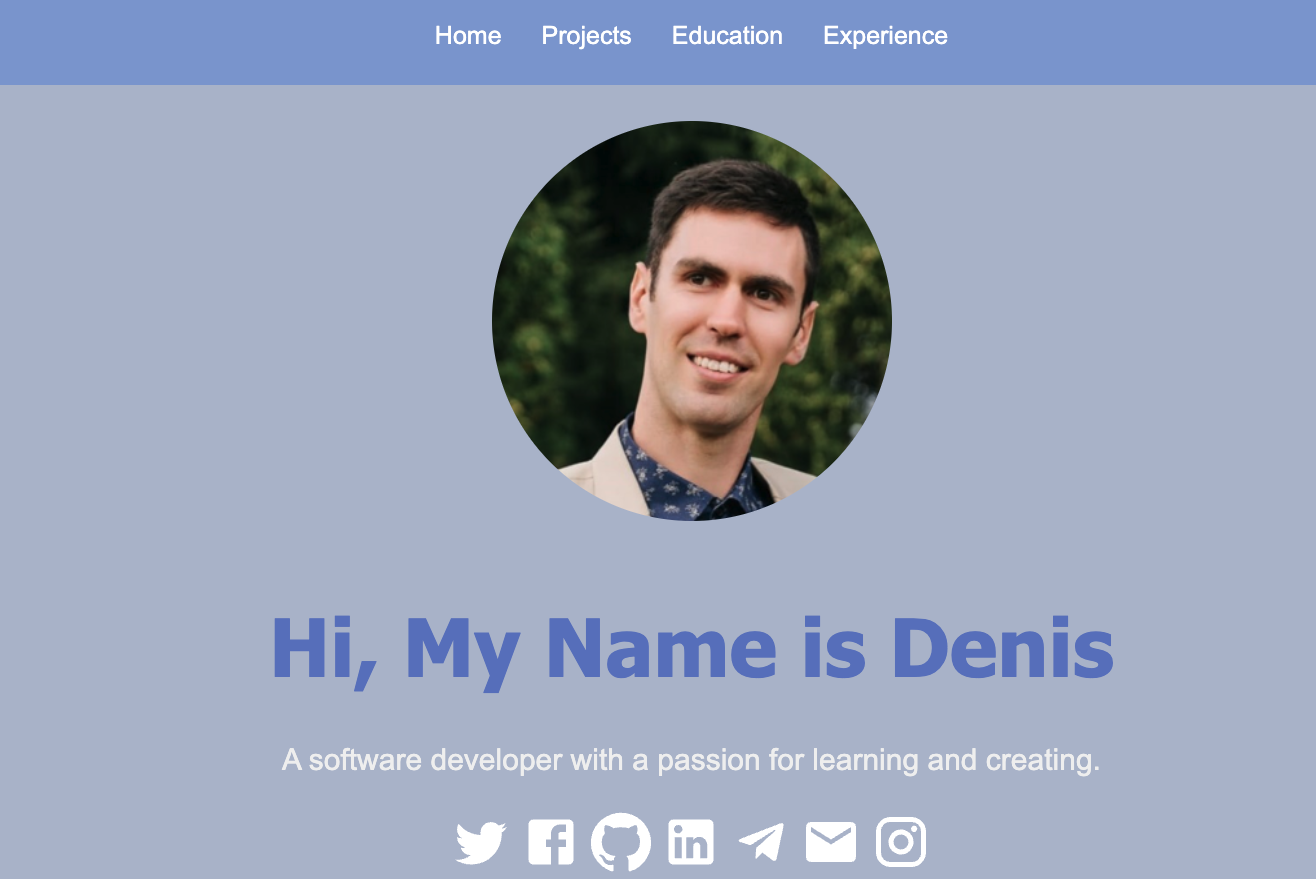 Home Projects Education Experience
Hi, My Name is Denis
A software developer with a passion for learning and creating.